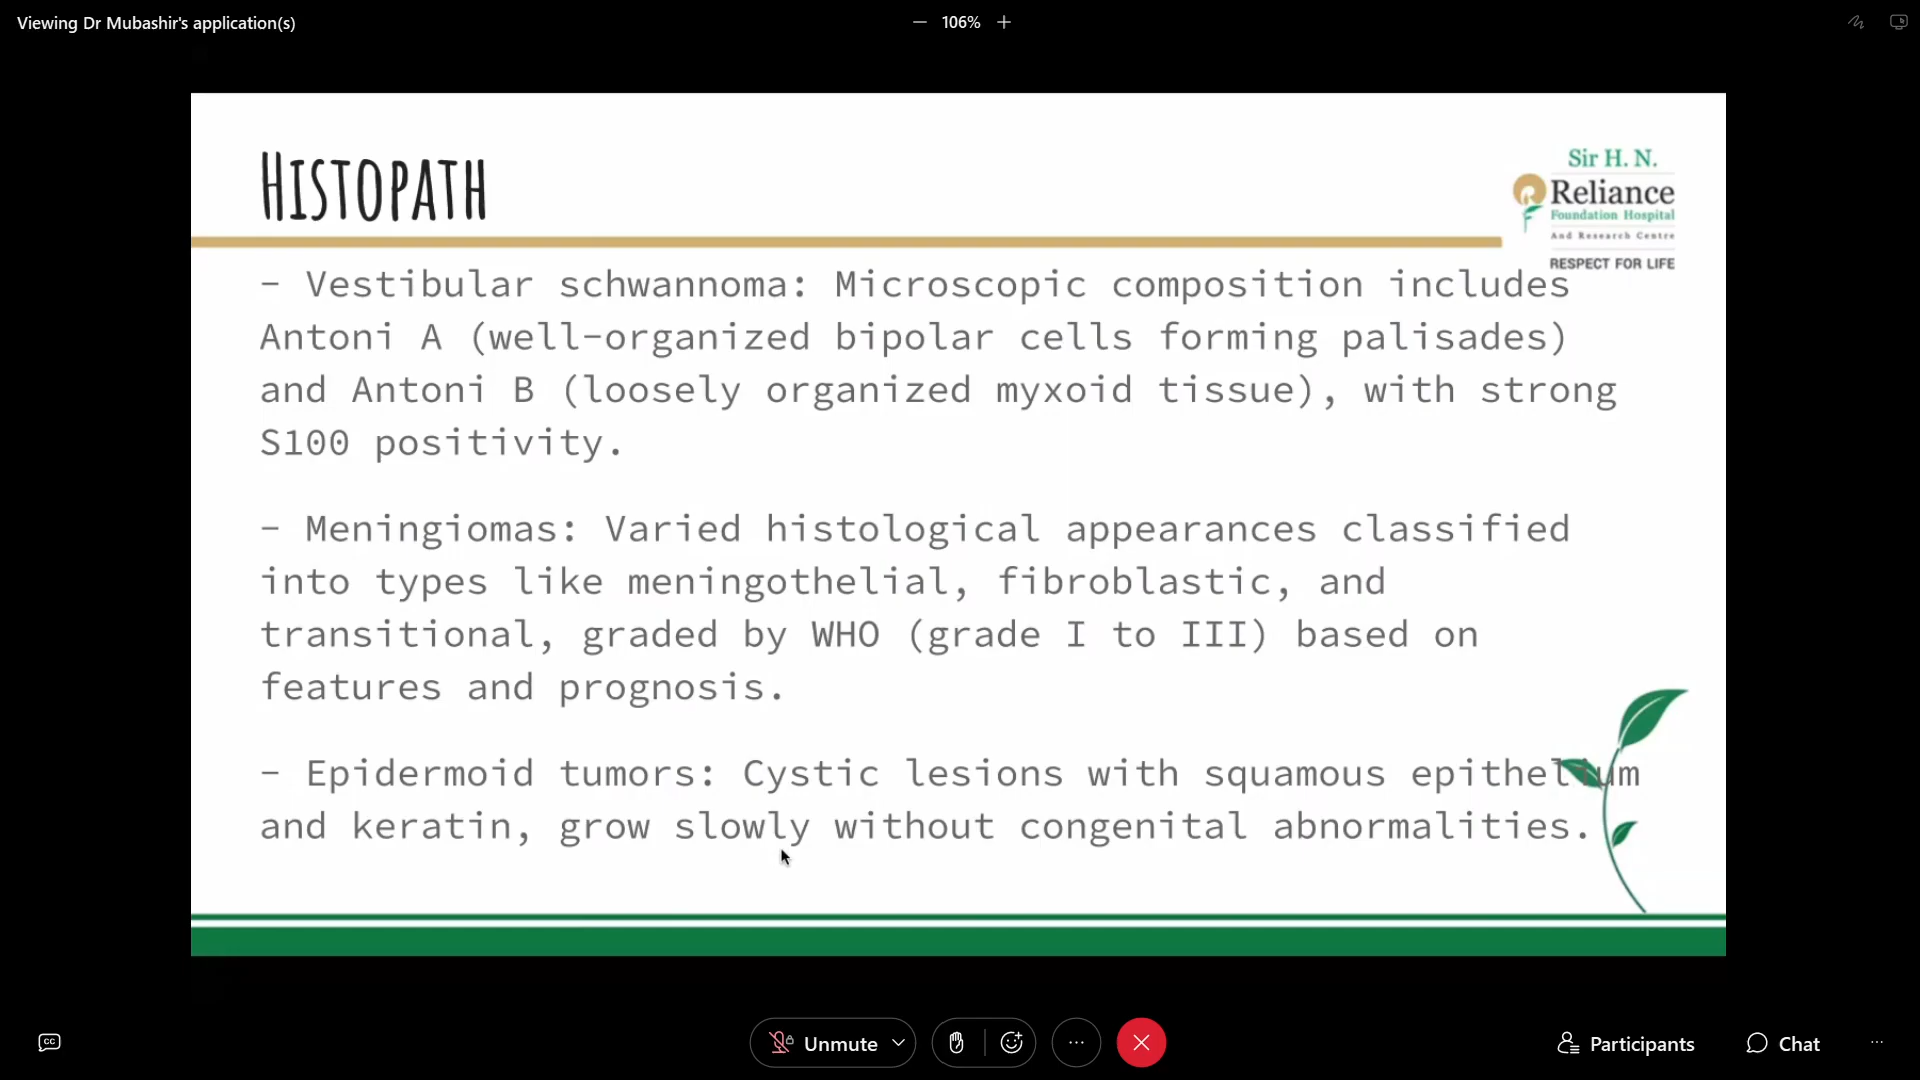 Viewing Dr Mubashir's application(s)
106%
Histopath
Sir H. N.
Reliance
Foundation Hospital
And Research Centre
RESPECT FOR LIFE
– Vestibular schwannoma: Microscopic composition includes
Antoni A (well-organized bipolar cells forming palisades)
and Antoni B (loosely organized myxoid tissue), with strong
S100 positivity.
– Meningiomas: Varied histological appearances classified
into types like meningothelial, fibroblastic, and
transitional, graded by WHO (grade I to III) based on
features and prognosis.
– Epidermoid tumors: Cystic lesions with squamous epithelium
and keratin, grow slowly without congenital abnormalities.
CC
Unmute
Participants
Chat